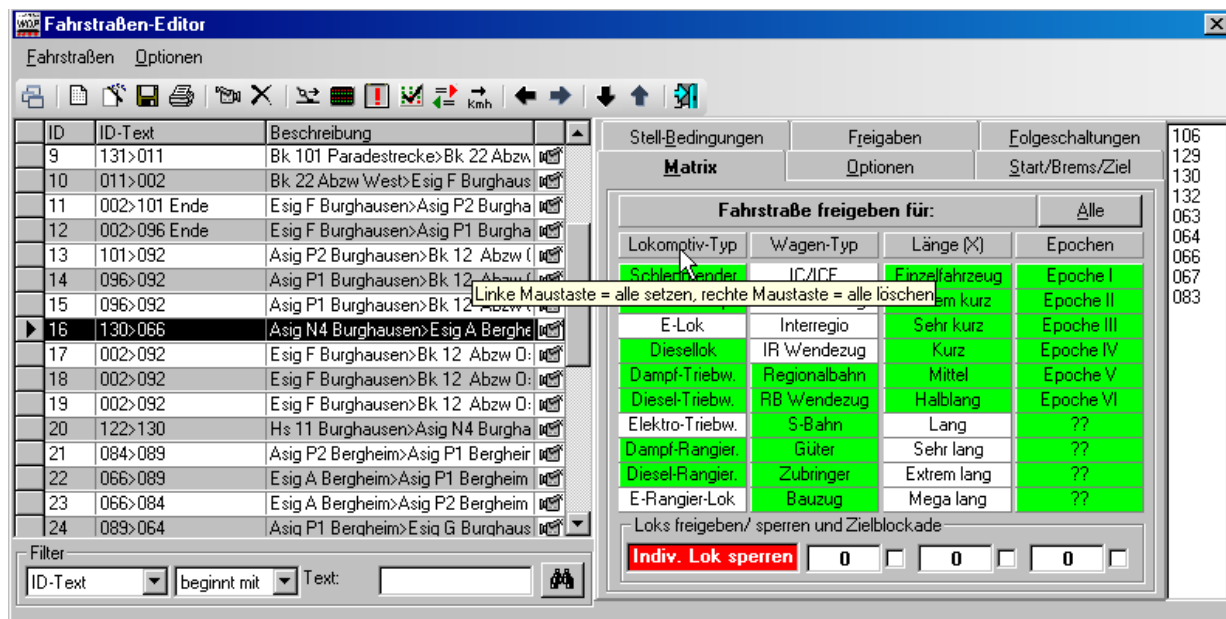 Fahrstraßen-Editor
Fahrstraßen Optionen
kmh
ID ID-Text Beschreibung
9 131>011 Bk 101 Paradestrecke>Bk 22 Abzw
10 011>002 Bk 22 Abzw West>Esig F Burghaus
11 002>101 Ende Esig F Burghausen>Asig P2 Burgha
12 002>096 Ende Esig F Burghausen>Asig P1 Burgha
13 101>092 Asig P2 Burghausen>Bk 12 Abzw (
14 096>092 Asig P1 Burghausen>Bk 12 Abzw (
15 096>092 Asig P1 Burghausen>Bk 12
16 130>066 Asig N4 Burghausen>Esig A Berghe
17 002>092 Esig F Burghausen>Bk 12 Abzw O:
18 002>092 Esig F Burghausen>Bk 12 Abzw O:
19 002>092 Esig F Burghausen>Bk 12 Abzw O:
20 122>130 Hs 11 Burghausen>Asig N4 Burgha
21 084>089 Asig P2 Bergheim>Asig P1 Bergheir
22 066>089 Esig A Bergheim>Asig P1 Bergheim
23 066>084 Esig A Bergheim>Asig P2 Bergheim
24 089>064 Asig P1 Bergheim>Esig G Burghaus
Filter
ID-Text beginnt mit Text:
Stell-Bedingungen Freigaben Folgeschaltungen
Matrix Optionen Start/Brems/Ziel
Fahrstraße freigeben für: Alle
Lokomotiv-Typ Wagen-Typ Länge (X) Epochen
IC/ICE Einzelfahrzeug Epoche I
Linke Maustaste = alle setzen, rechte Maustaste = alle löschen
kurz Epoche II
E-Lok Interregio Sehr kurz Epoche III
Diesellok IR Wendezug Kurz Epoche IV
Dampf-Triebw. Regionalbahn Mittel Epoche V
Diesel-Triebw. RB Wendezug Halblang Epoche VI
Elektro-Triebw. S-Bahn Lang ??
Dampf-Rangier. Güter Sehr lang ??
Diesel-Rangier. Zubringer Extrem lang ??
E-Rangier-Lok Bauzug Mega lang ??
Loks freigeben/ sperren und Zielblockade
Indiv. Lok sperren 0 0 0
106
129
130
132
063
064
066
067
083